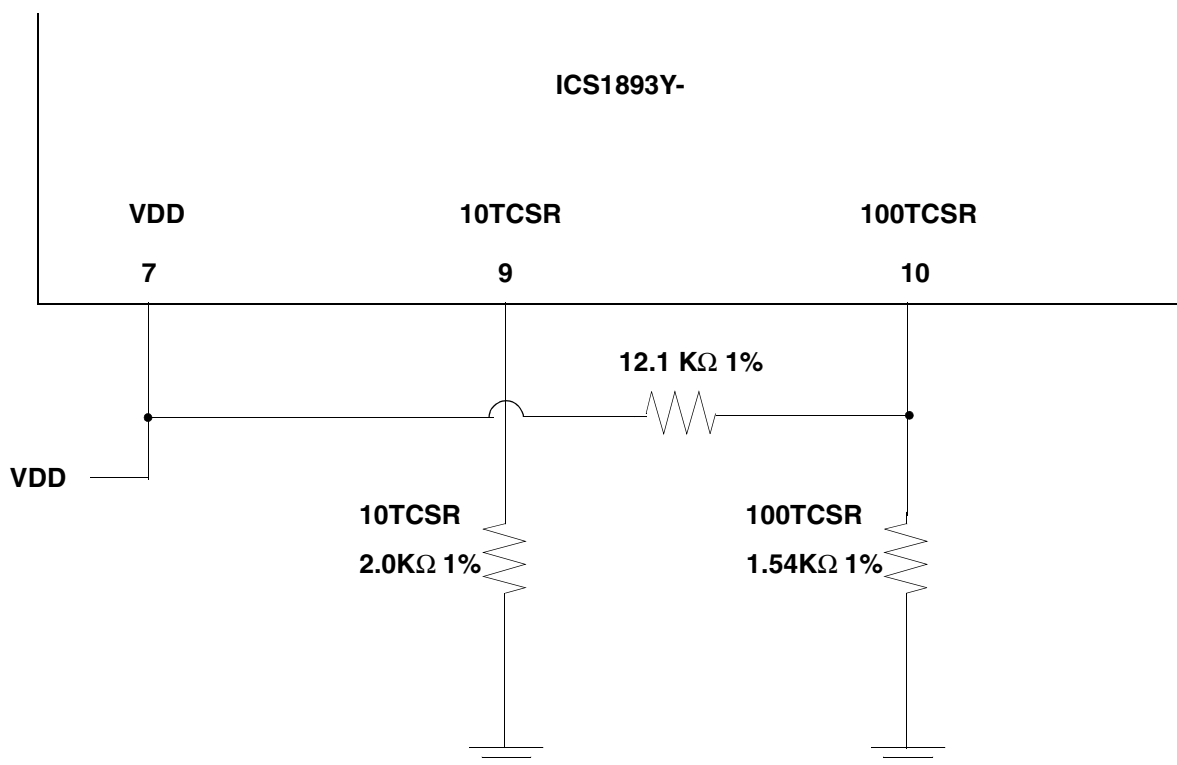 ICS1893Y-
VDD 10TCSR 100TCSR
7 9 10
12.1 KΩ 1%
VDD
10TCSR 100TCSR
2.0KΩ 1% 1.54KΩ 1%